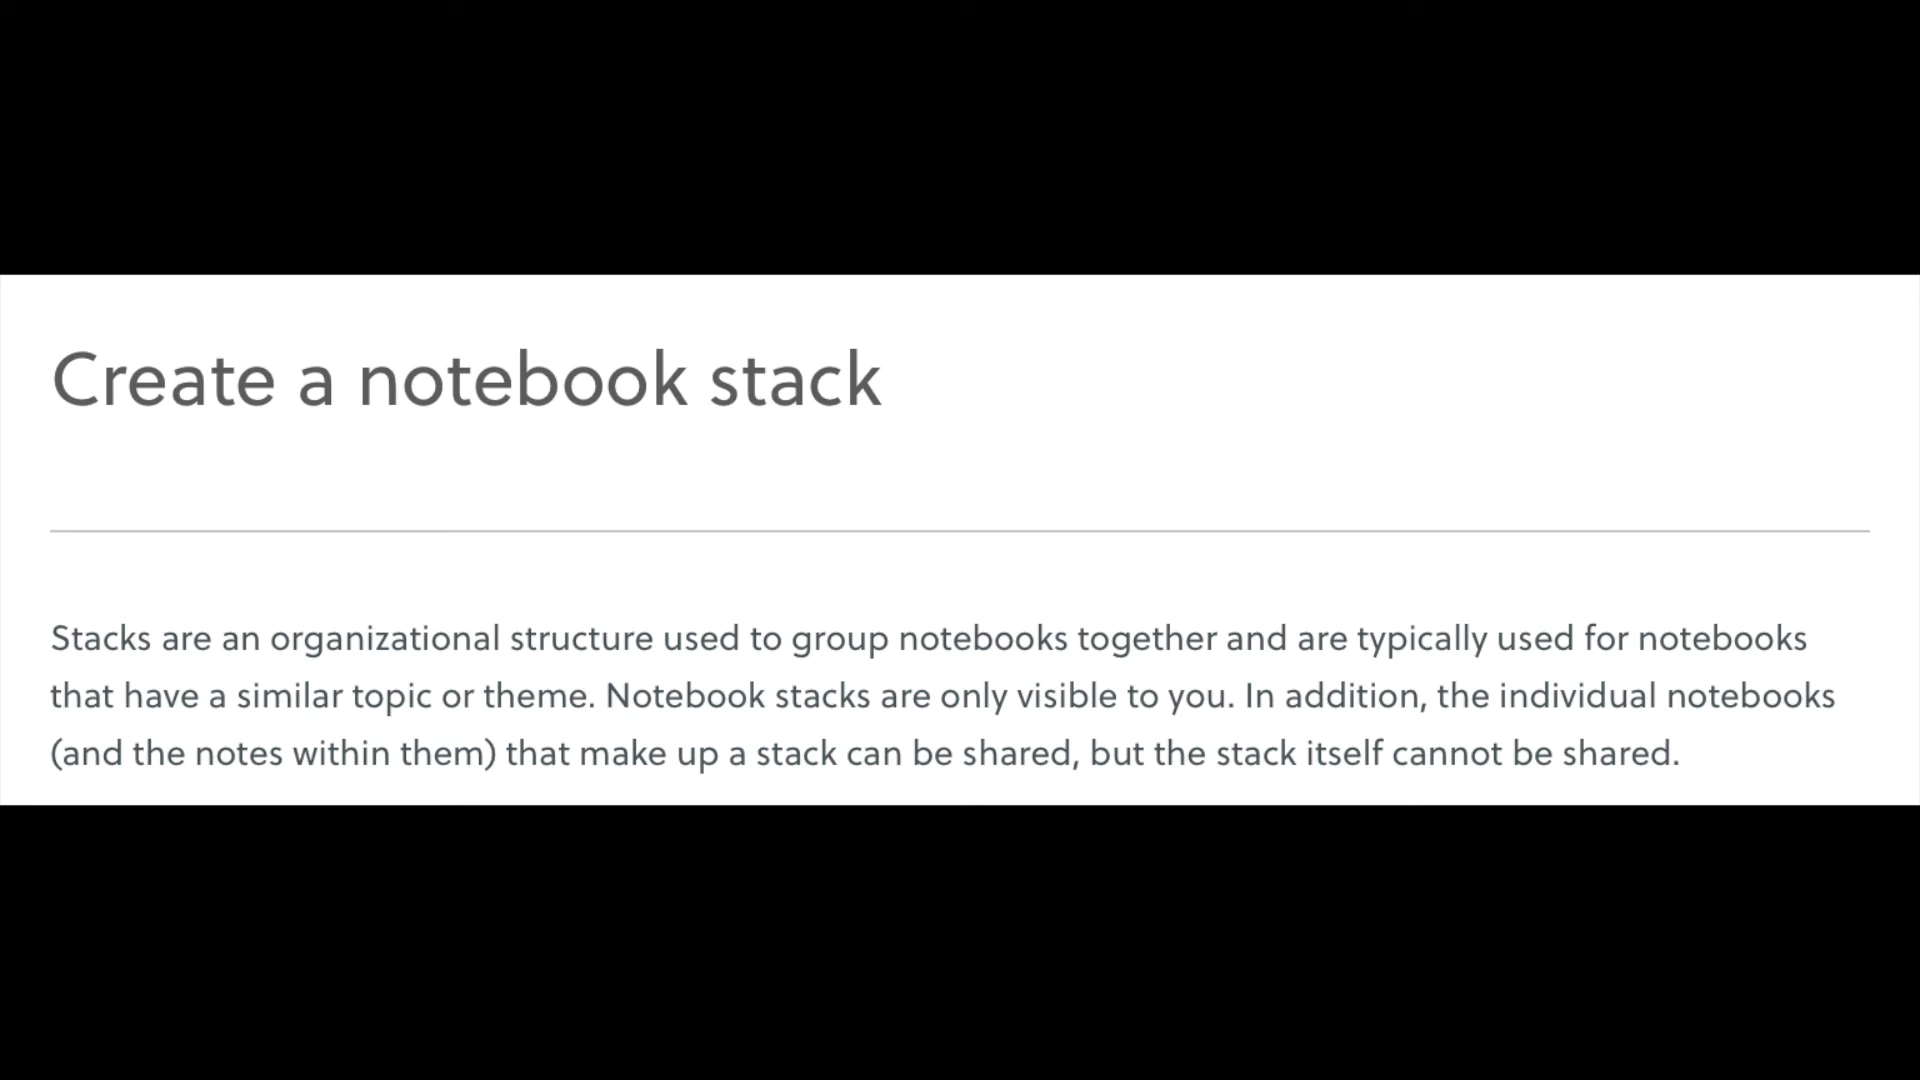 Create a notebook stack
Stacks are an organizational structure used to group notebooks together and are typically used for notebooks
that have a similar topic or theme. Notebook stacks are only visible to you. In addition, the individual notebooks
(and the notes within them) that make up a stack can be shared, but the stack itself cannot be shared.